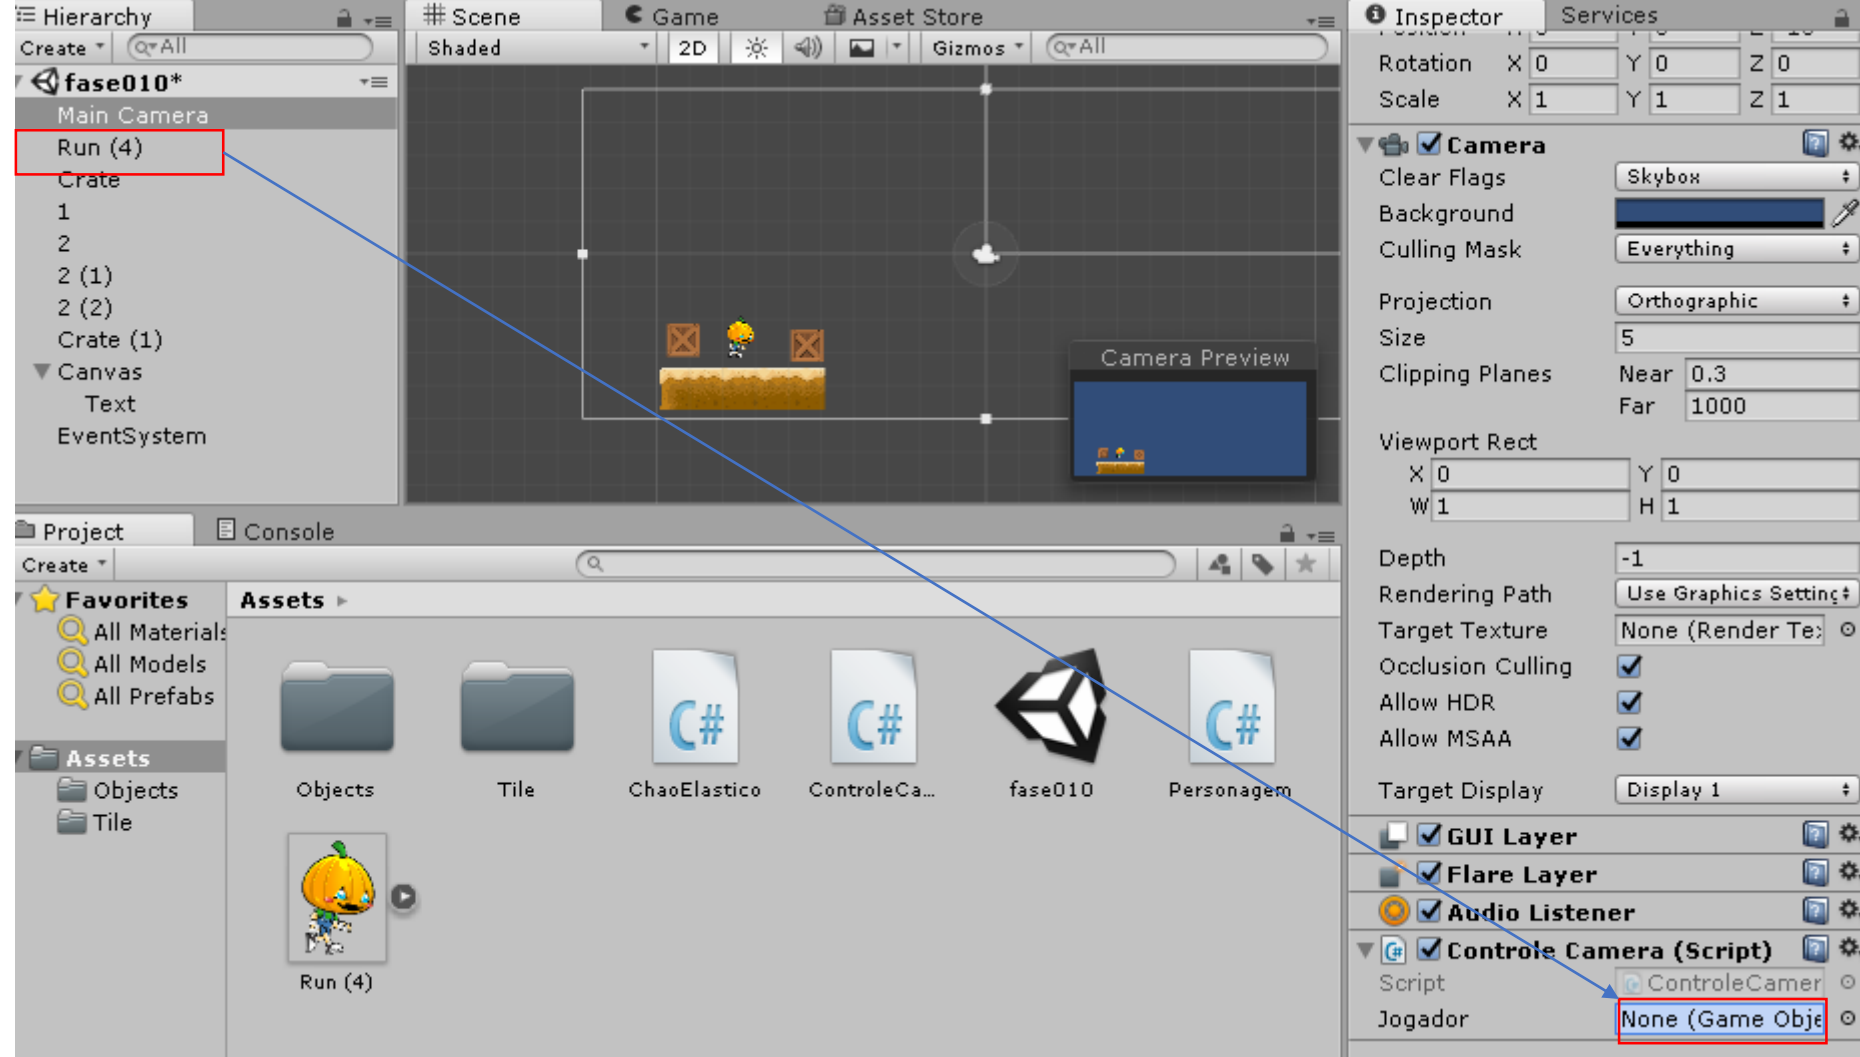 Hierarchy
Create
All
fase010*
Main Camera
Run (4)
Crate
1
2
2 (1)
2 (2)
Crate (1)
Canvas
Text
EventSystem
Scene
Game
Asset Store
Shaded
2D
Gizmos
All
Camera Preview
Project
Console
Create
Favorites
All Materials
All Models
All Prefabs
Assets
Objects
Tile
Assets
Objects
Tile
ChaoElastico
ControleCa...
fase010
Personagem
Run (4)
Inspector
Services
Position
Rotation X 0 Y 0 Z 0
Scale X 1 Y 1 Z 1
Camera
Clear Flags Skybox
Background
Culling Mask Everything
Projection Orthographic
Size 5
Clipping Planes Near 0.3
Far 1000
Viewport Rect
X 0 Y 0
W 1 H 1
Depth -1
Rendering Path Use Graphics Setting
Target Texture None (Render Te
Occlusion Culling
Allow HDR
Allow MSAA
Target Display Display 1
GUI Layer
Flare Layer
Audio Listener
C# Controle Camera (Script)
Script ControleCamer
Jogador None (Game Obje